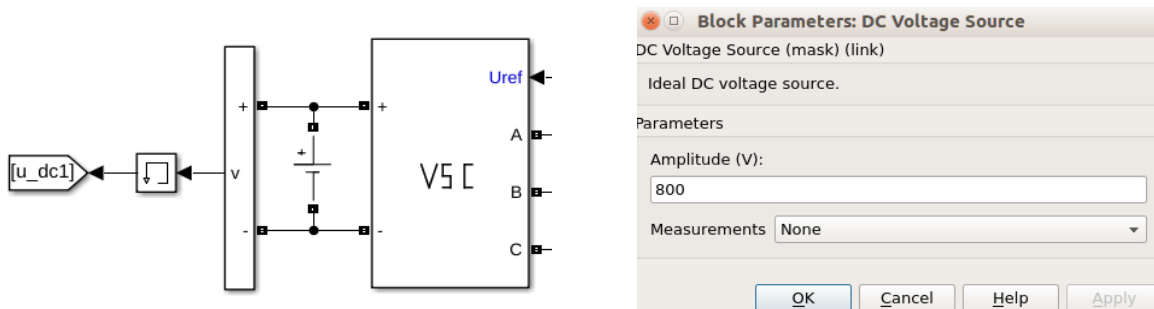 Uref
+
+
A
+
[u_dc1]
v
VSC
B
-
-
C
Block Parameters: DC Voltage Source
DC Voltage Source (mask) (link)
Ideal DC voltage source.
Parameters
Amplitude (V):
800
Measurements None
OK Cancel Help Apply